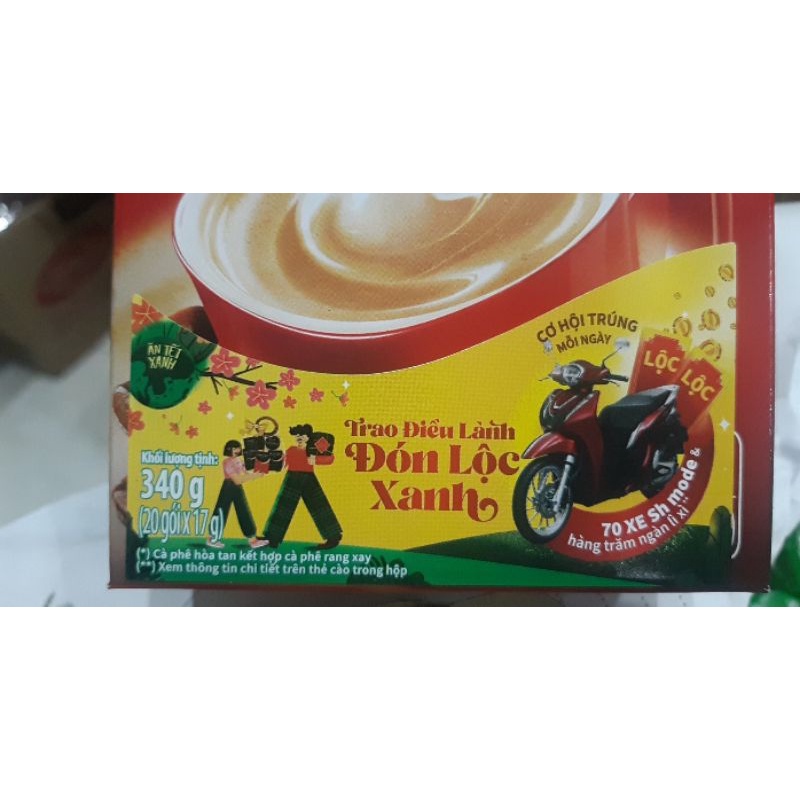 CƠ HỘI TRÚNG
MỖI NGÀY
LỘC LỘC
ĂN TẾT
XANH
Trao Điều Lành
Đón Lộc
Xanh
Khối lượng tịnh:
340 g
(20 gói x 17 g)
70 XE Sh mode &
hàng trăm ngàn lì xì**
(*) Cà phê hòa tan kết hợp cà phê rang xay
(**) Xem thông tin chi tiết trên thẻ cào trong hộp